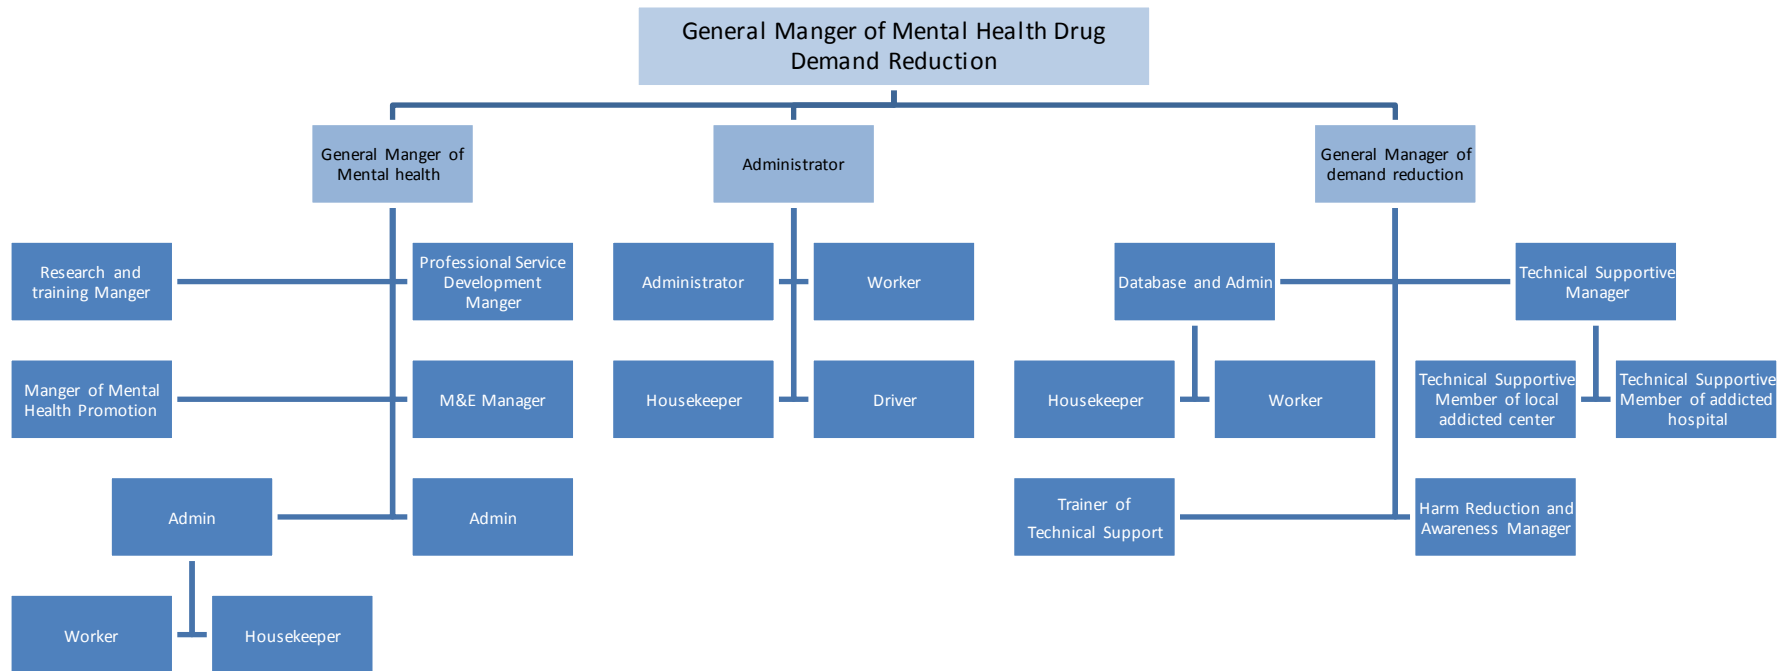 General Manger of Mental Health Drug
Demand Reduction
General Manger of
Mental health
Administrator
General Manager of
demand reduction
Research and
training Manger
Professional Service
Development
Manger
Administrator
Worker
Database and Admin
Technical Supportive
Manager
Manger of Mental
Health Promotion
M&E Manager
Housekeeper
Driver
Housekeeper
Worker
Technical Supportive
Member of local
addicted center
Technical Supportive
Member of addicted
hospital
Admin
Admin
Trainer of
Technical Support
Harm Reduction and
Awareness Manager
Worker
Housekeeper